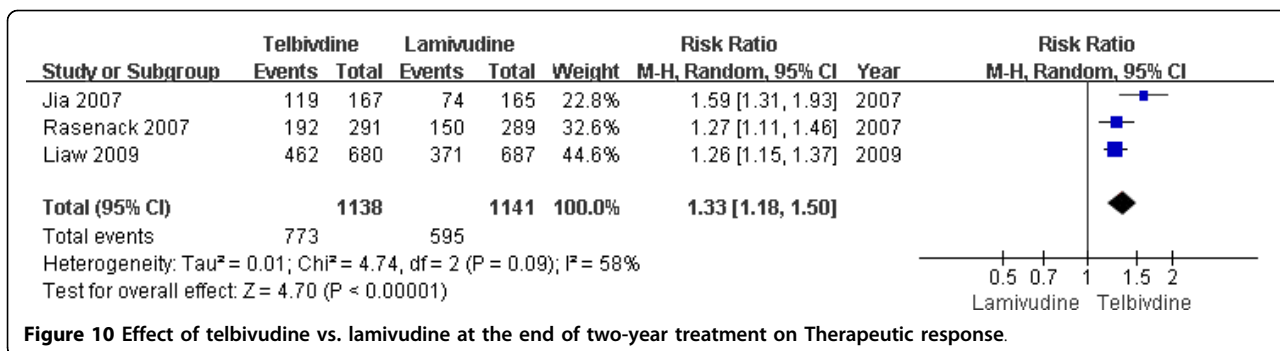 Telbivdine Lamivudine Risk Ratio Risk Ratio
Study or Subgroup Events Total Events Total Weight M-H, Random, 95% CI Year M-H, Random, 95% CI
Jia 2007 119 167 74 165 22.8% 1.59 [1.31, 1.93] 2007
Rasenack 2007 192 291 150 289 32.6% 1.27 [1.11, 1.46] 2007
Liaw 2009 462 680 371 687 44.6% 1.26 [1.15, 1.37] 2009
Total (95% CI) 1138 1141 100.0% 1.33 [1.18, 1.50]
Total events 773 595
Heterogeneity: Tau² = 0.01; Chi² = 4.74, df = 2 (P = 0.09); I² = 58%
Test for overall effect: Z = 4.70 (P < 0.00001)
0.5 0.7 1 1.5 2
Lamivudine Telbivdine
Figure 10 Effect of telbivudine vs. lamivudine at the end of two-year treatment on Therapeutic response.